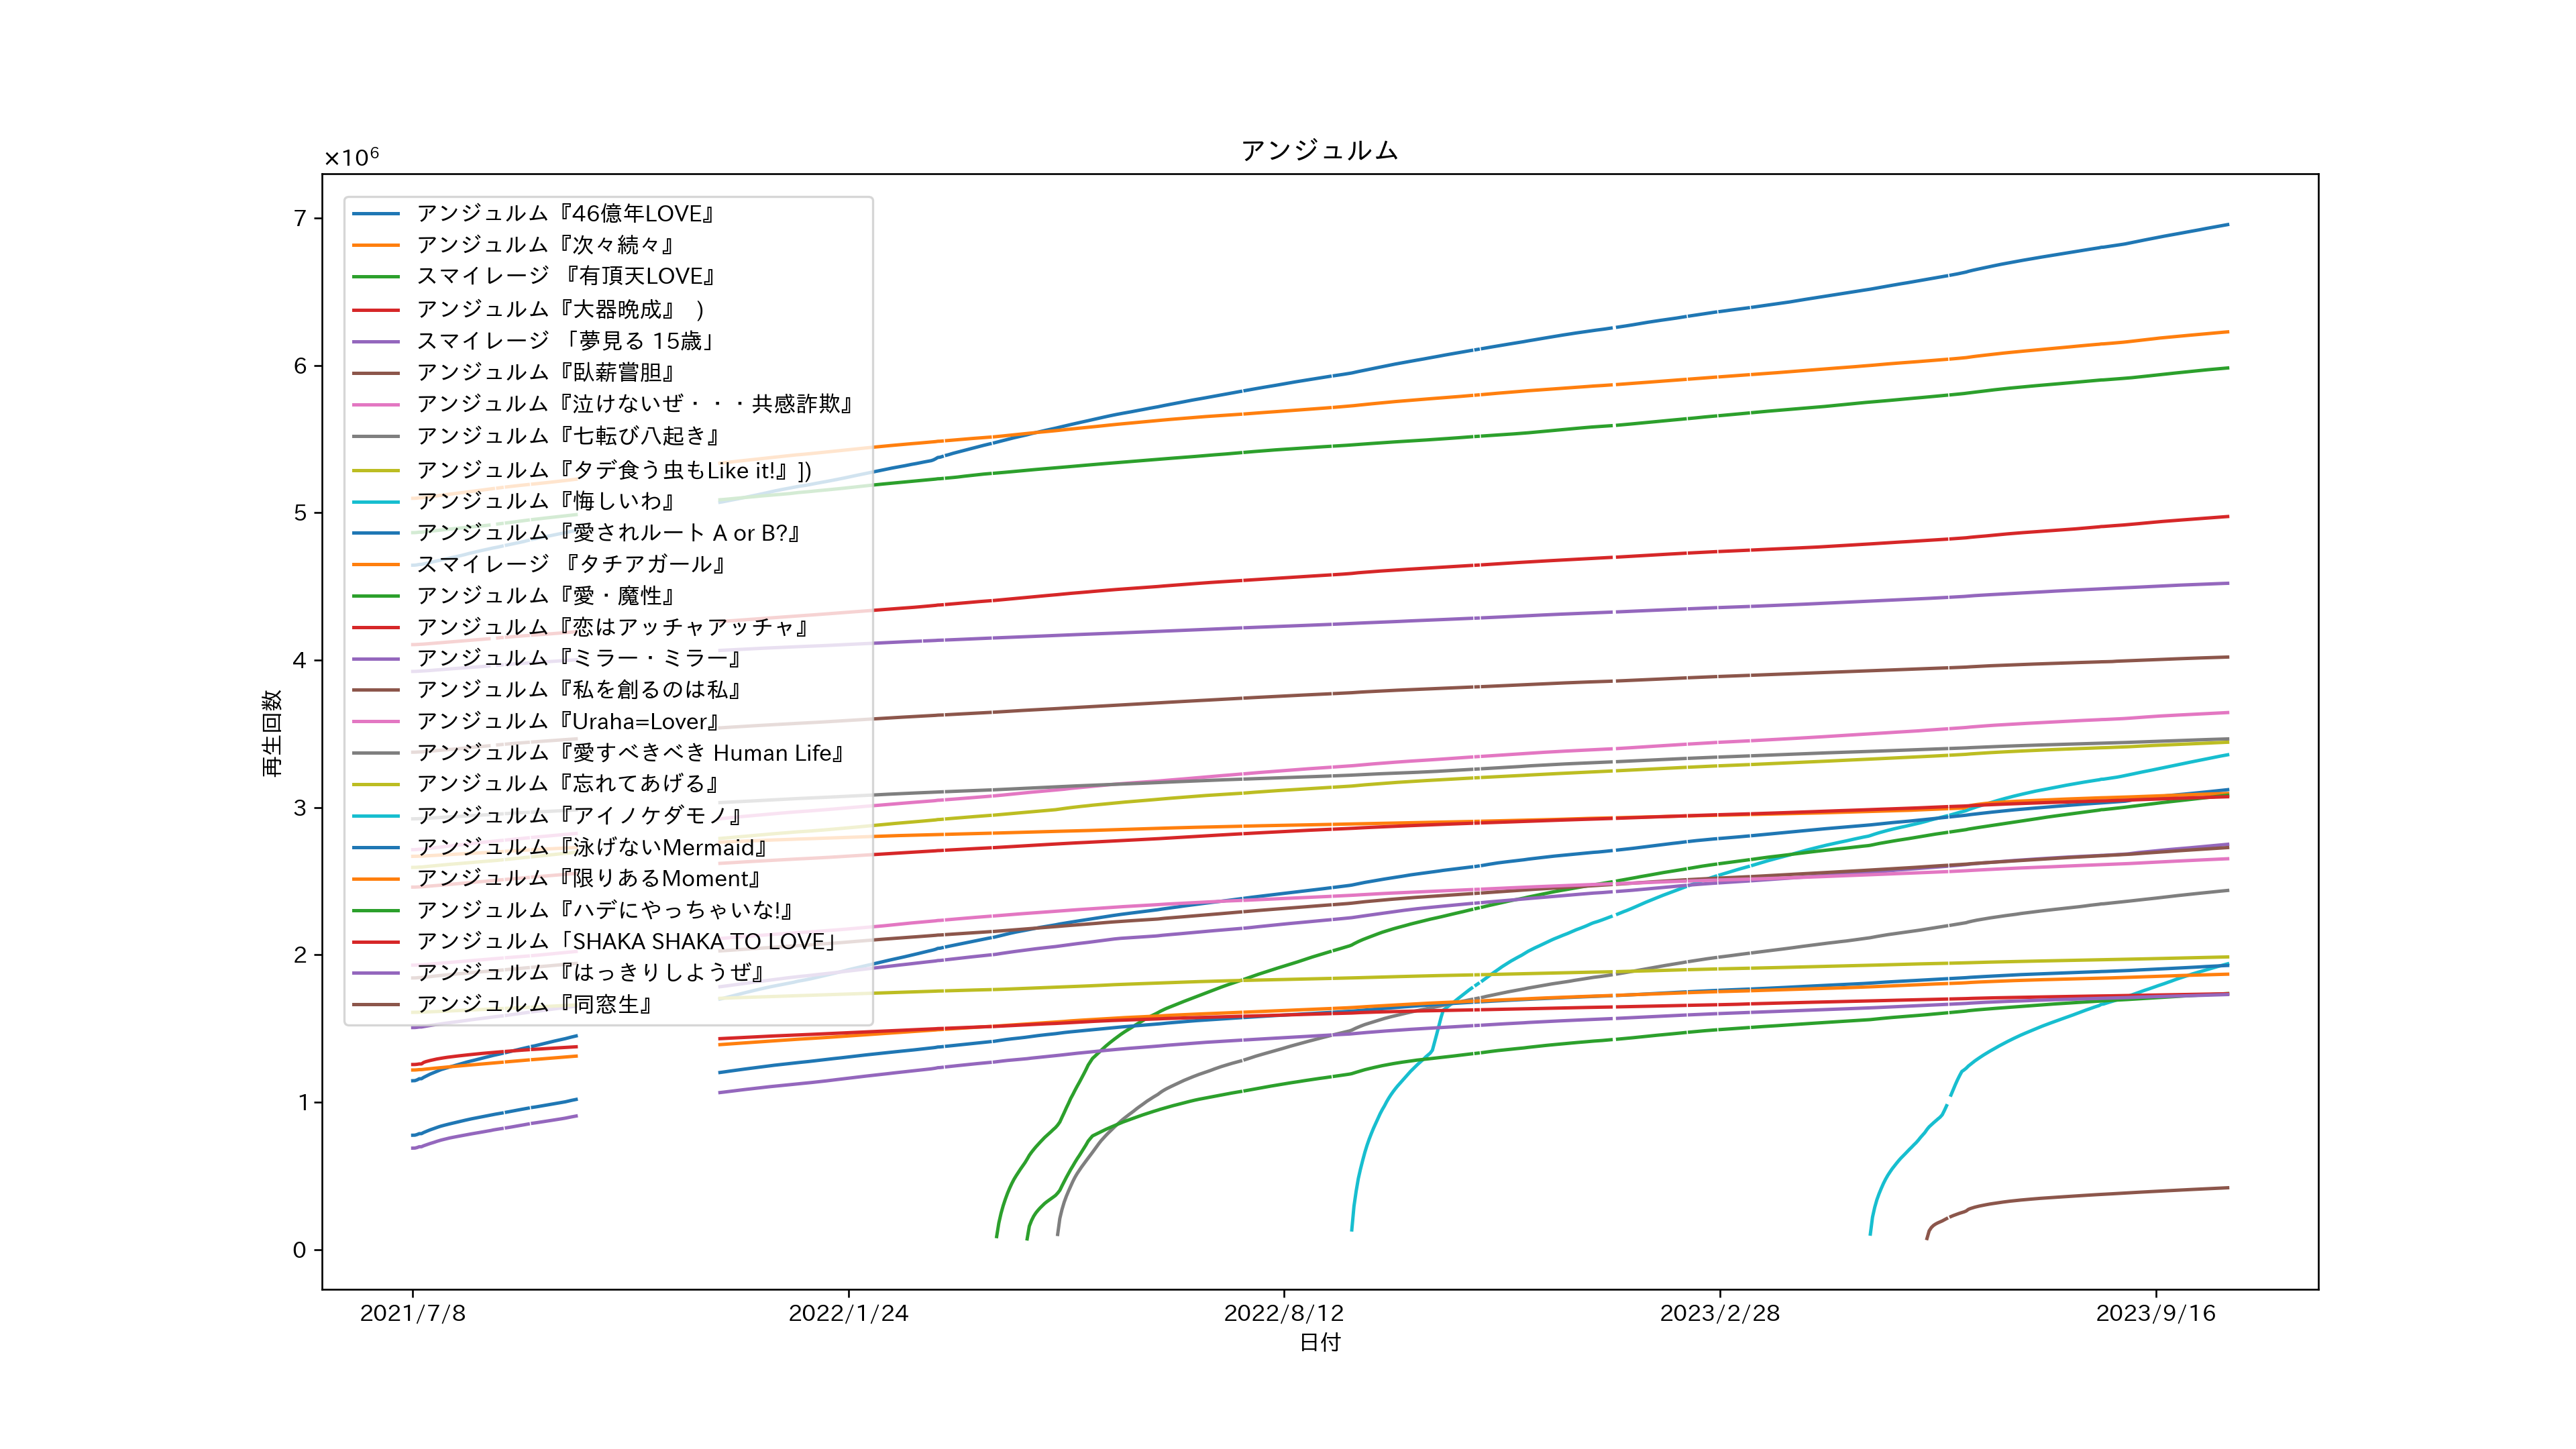 アンジュルム
×10⁶
7
6
5
4
3
2
1
0
再生回数
アンジュルム『46億年LOVE』
アンジュルム『次々続々』
スマイレージ 『有頂天LOVE』
アンジュルム『大器晩成』 )
スマイレージ 「夢見る 15歳」
アンジュルム『臥薪嘗胆』
アンジュルム『泣けないぜ・・・共感詐欺』
アンジュルム『七転び八起き』
アンジュルム『タデ食う虫もLike it!』])
アンジュルム『悔しいわ』
アンジュルム『愛されルート A or B?』
スマイレージ 『タチアガール』
アンジュルム『愛・魔性』
アンジュルム『恋はアッチャアッチャ』
アンジュルム『ミラー・ミラー』
アンジュルム『私を創るのは私』
アンジュルム『Uraha=Lover』
アンジュルム『愛すべきべき Human Life』
アンジュルム『忘れてあげる』
アンジュルム『アイノケダモノ』
アンジュルム『泳げないMermaid』
アンジュルム『限りあるMoment』
アンジュルム『ハデにやっちゃいな!』
アンジュルム「SHAKA SHAKA TO LOVE」
アンジュルム『はっきりしようぜ』
アンジュルム『同窓生』
2021/7/8
2022/1/24
2022/8/12
2023/2/28
2023/9/16
日付